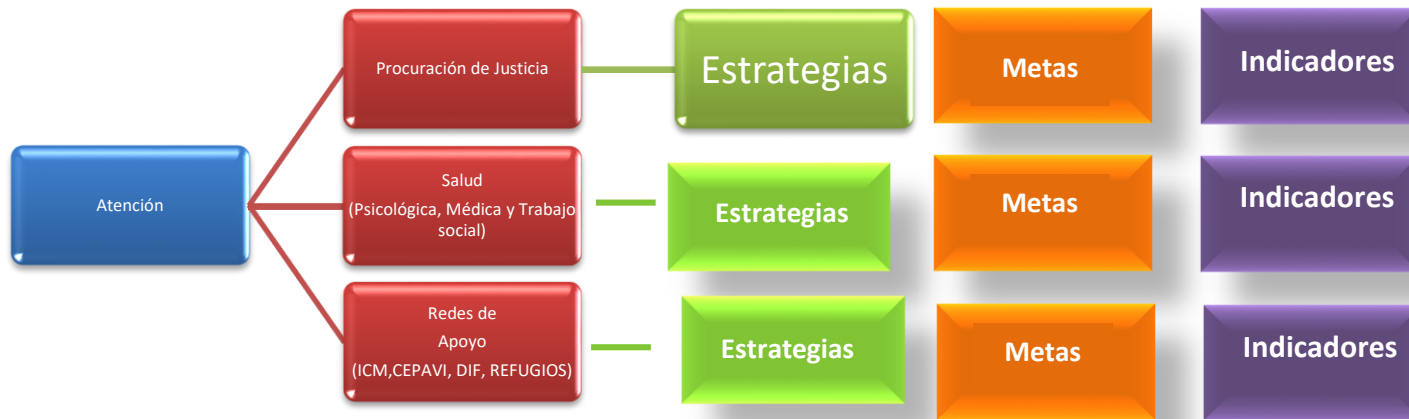 Procuración de Justicia
Estrategias
Metas
Indicadores
Atención
Salud
(Psicológica, Médica y Trabajo
social)
Estrategias
Metas
Indicadores
Redes de
Apoyo
(ICM,CEPAVI, DIF, REFUGIOS)
Estrategias
Metas
Indicadores